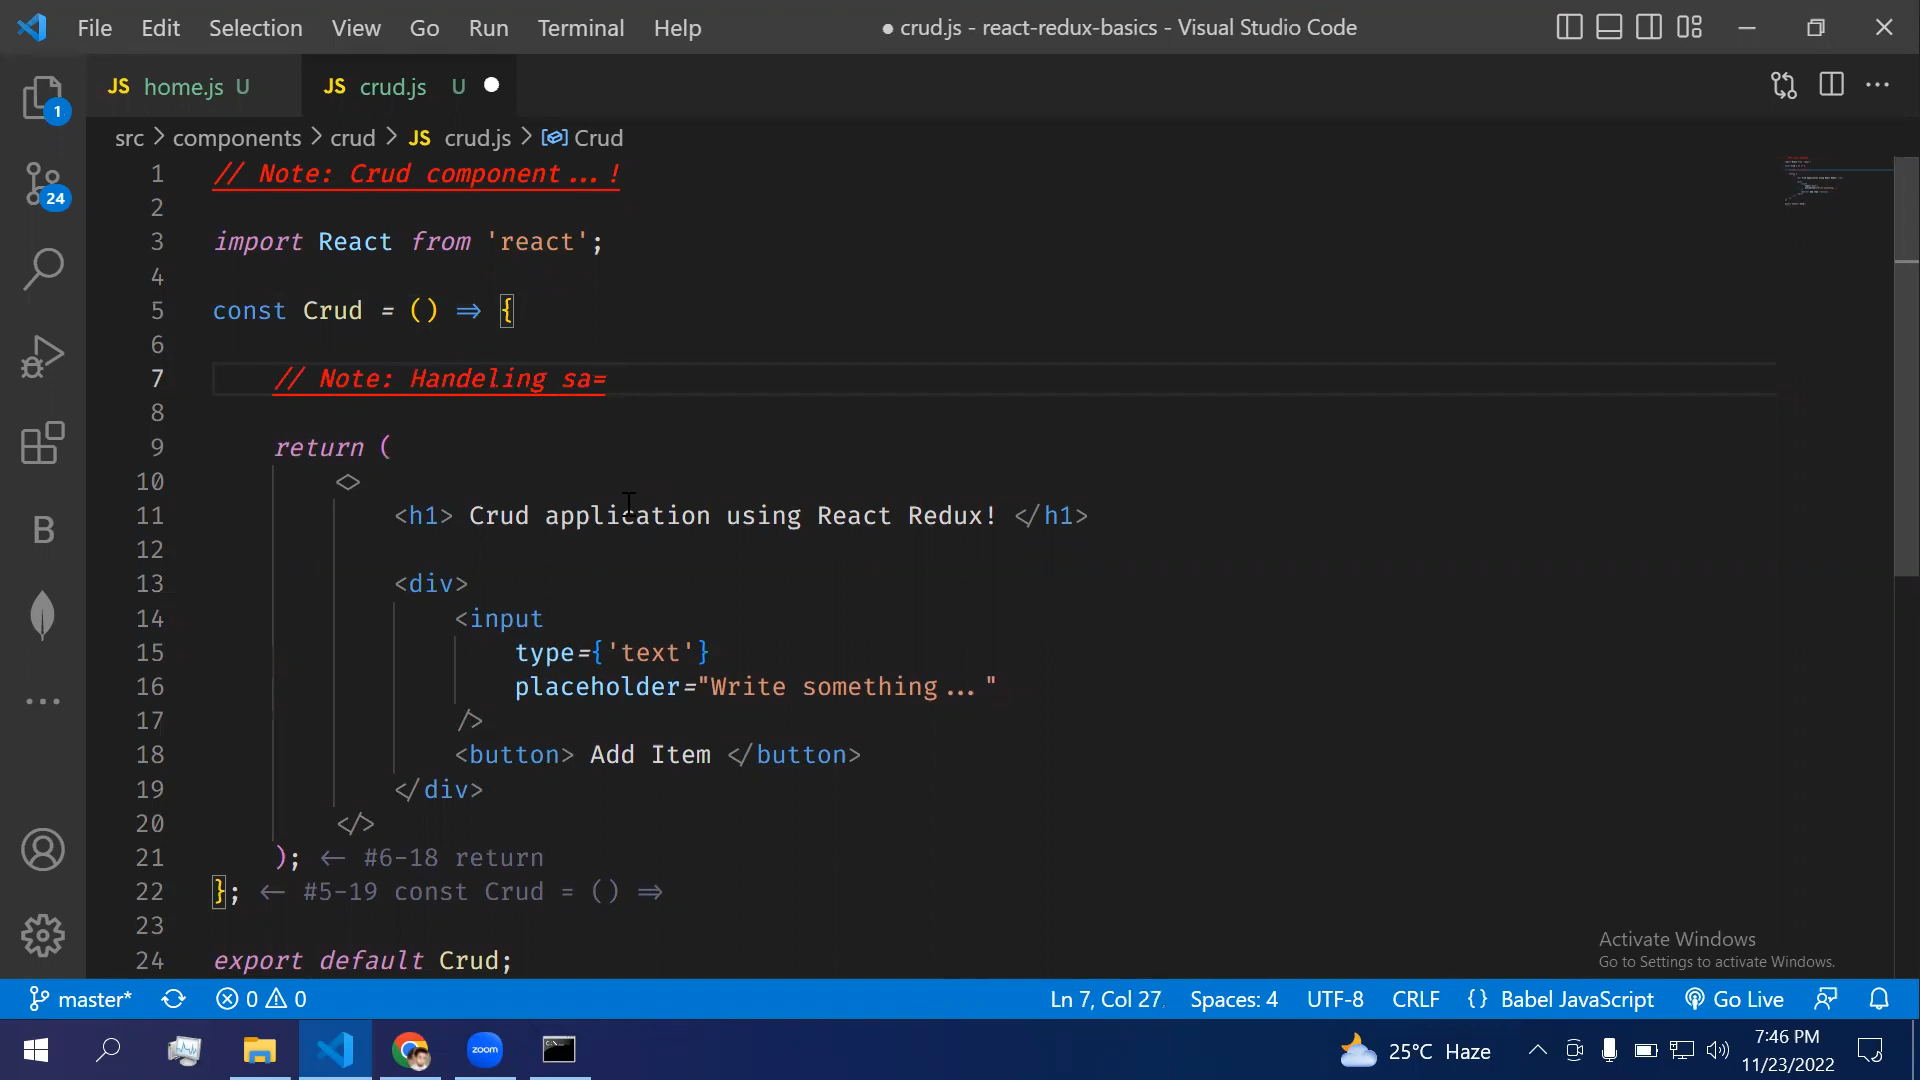 File Edit Selection View Go Run Terminal Help ● crud.js - react-redux-basics - Visual Studio Code
JS home.js U JS crud.js U
src > components > crud > JS crud.js > Crud
1 // Note: Crud component...!
2
3 import React from 'react';
4
5 const Crud = () => {
6
7 // Note: Handeling sa=
8
9 return (
10 <>
11 <h1> Crud application using React Redux! </h1>
12
13 <div>
14 <input
15 type={'text'}
16 placeholder="Write something..."
17 />
18 <button> Add Item </button>
19 </div>
20 </>
21 ); <- #6-18 return
22 }; <- #5-19 const Crud = () =>
23
24 export default Crud;
1
24
B
Activate Windows
Go to Settings to activate Windows.
master* 0 0 Ln 7, Col 27 Spaces: 4 UTF-8 CRLF {} Babel JavaScript Go Live
zoom 25°C Haze 7:46 PM
11/23/2022